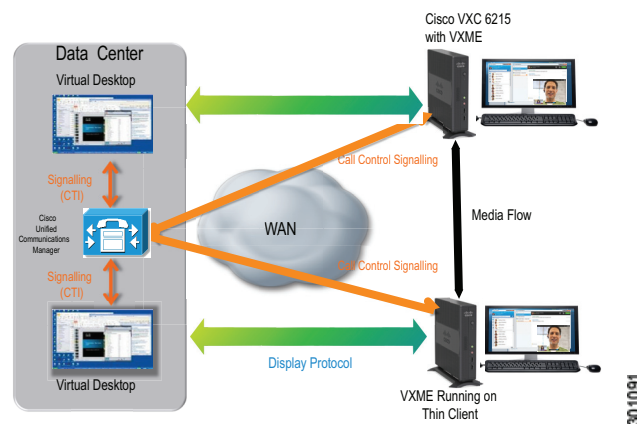 Cisco VXC 6215
with VXME
Data Center
Virtual Desktop
Call Control Signalling
Signalling
(CTI)
Cisco
Unified
Communications
Manager
WAN
Media Flow
Call Control Signalling
Signalling
(CTI)
Display Protocol
Virtual Desktop
VXME Running on
Thin Client
301091